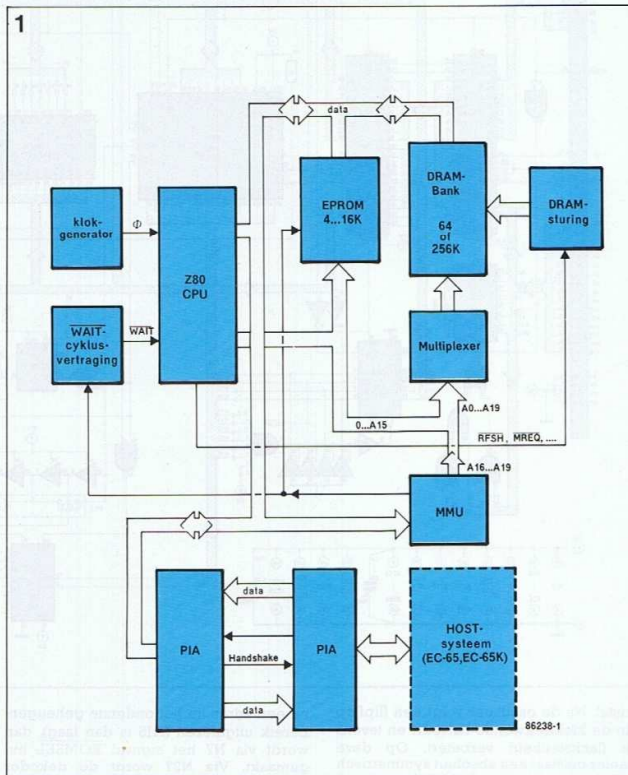 1
data
klok-
generator
Φ
Z80
CPU
EPROM
4...16K
DRAM-
Bank
64
of
256K
DRAM-
sturing
WAIT-
cyklus-
vertraging
WAIT
Multiplexer
0...A15
A0...A19
RFSH, MREQ, ....
A16...A19
MMU
PIA
data
Handshake
data
PIA
HOST-
systeem
(EC-65,EC-65K)
86238-1